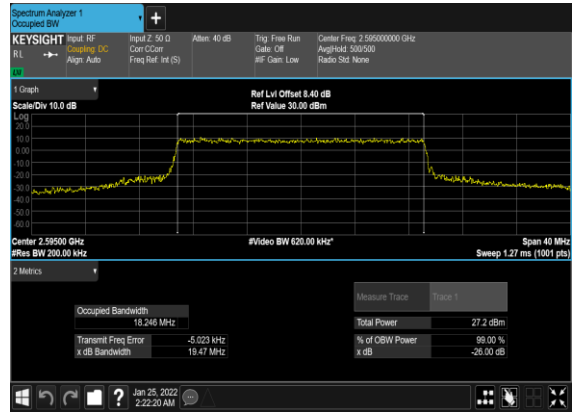 Spectrum Analyzer 1
Occupied BW
+
KEYSIGHT Input: RF Input Z: 50 Ω Atten: 40 dB Trig: Free Run Center Freq: 2.595000000 GHz
RL Coupling: DC Corr CCorr Gate: Off Avg|Hold: 500/500
Align: Auto Freq Ref: Int (S) #IF Gain: Low Radio Std: None
LW
1 Graph
Ref Lvl Offset 8.40 dB
Scale/Div 10.0 dB Ref Value 30.00 dBm
Log
20.0
10.0
0.00
-10.0
-20.0
-30.0
-40.0
-50.0
-60.0
Center 2.59500 GHz #Video BW 620.00 kHz* Span 40 MHz
#Res BW 200.00 kHz Sweep 1.27 ms (1001 pts)
2 Metrics
Measure Trace Trace 1
Occupied Bandwidth
18.246 MHz Total Power 27.2 dBm
Transmit Freq Error -5.023 kHz % of OBW Power 99.00 %
x dB Bandwidth 19.47 MHz x dB -26.00 dB
? Jan 25, 2022
2:22:20 AM